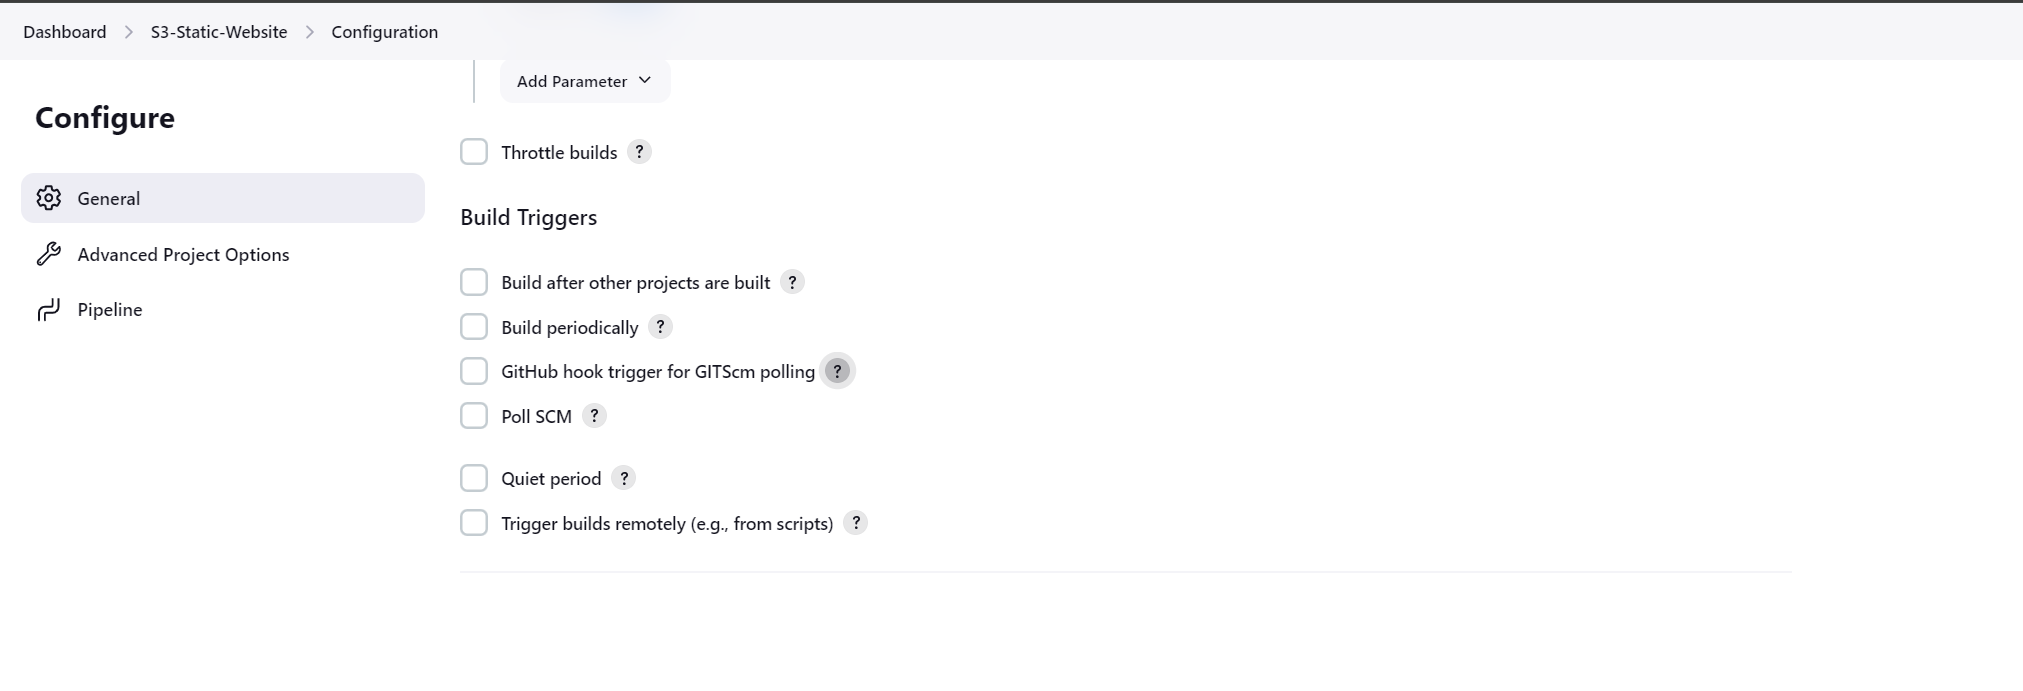 Dashboard > S3-Static-Website > Configuration
Configure
General
Advanced Project Options
Pipeline
Add Parameter
Throttle builds ?
Build Triggers
Build after other projects are built ?
Build periodically ?
GitHub hook trigger for GITScm polling ?
Poll SCM ?
Quiet period ?
Trigger builds remotely (e.g., from scripts) ?